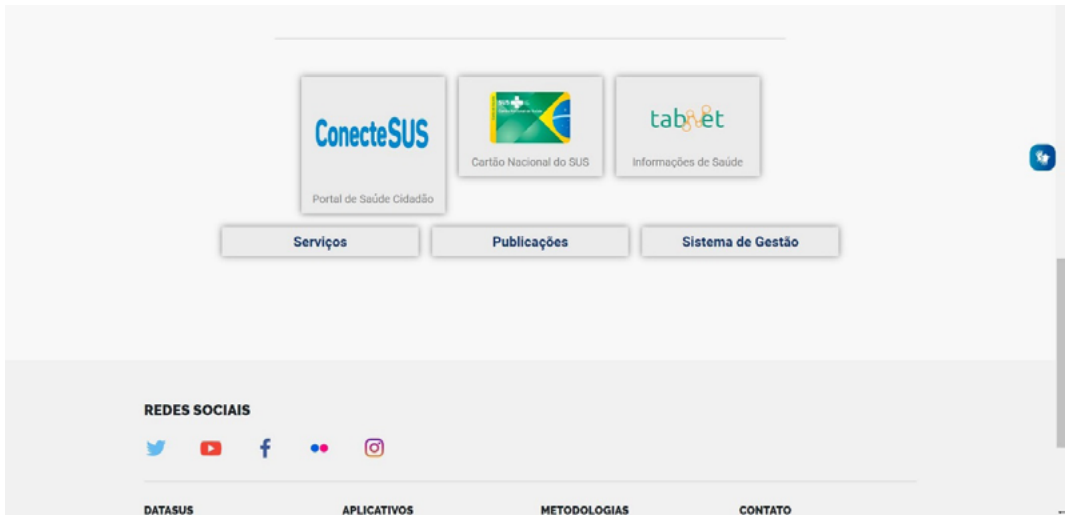 ConecteSUS
Portal de Saúde Cidadão
SUS
Cartão Nacional do SUS
tabnet
Informações de Saúde
Serviços
Publicações
Sistema de Gestão
REDES SOCIAIS
DATASUS
APLICATIVOS
METODOLOGIAS
CONTATO